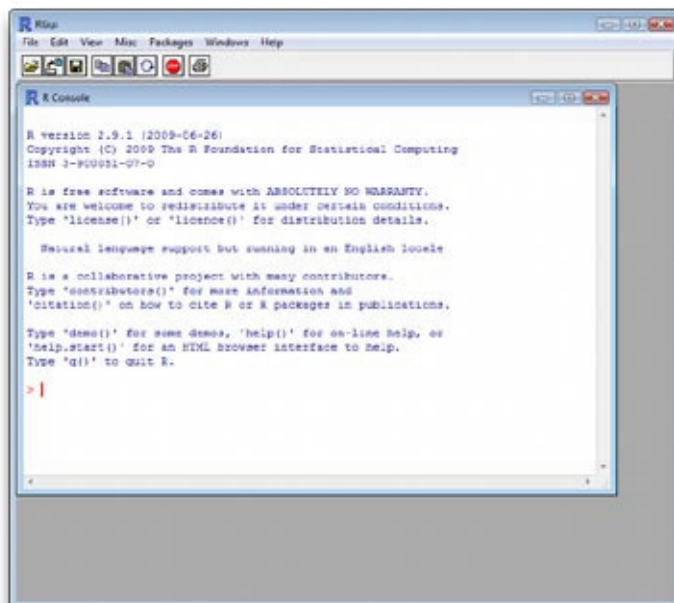 RGui
File Edit View Misc Packages Windows Help
R Console
R version 2.9.1 (2009-06-26)
Copyright (C) 2009 The R Foundation for Statistical Computing
ISBN 3-900051-07-0
R is free software and comes with ABSOLUTELY NO WARRANTY.
You are welcome to redistribute it under certain conditions.
Type 'license()' or 'licence()' for distribution details.
Natural language support but running in an English locale
R is a collaborative project with many contributors.
Type 'contributors()' for more information and
'citation()' on how to cite R or R packages in publications.
Type 'demo()' for some demos, 'help()' for on-line help, or
'help.start()' for an HTML browser interface to help.
Type 'q()' to quit R.
>